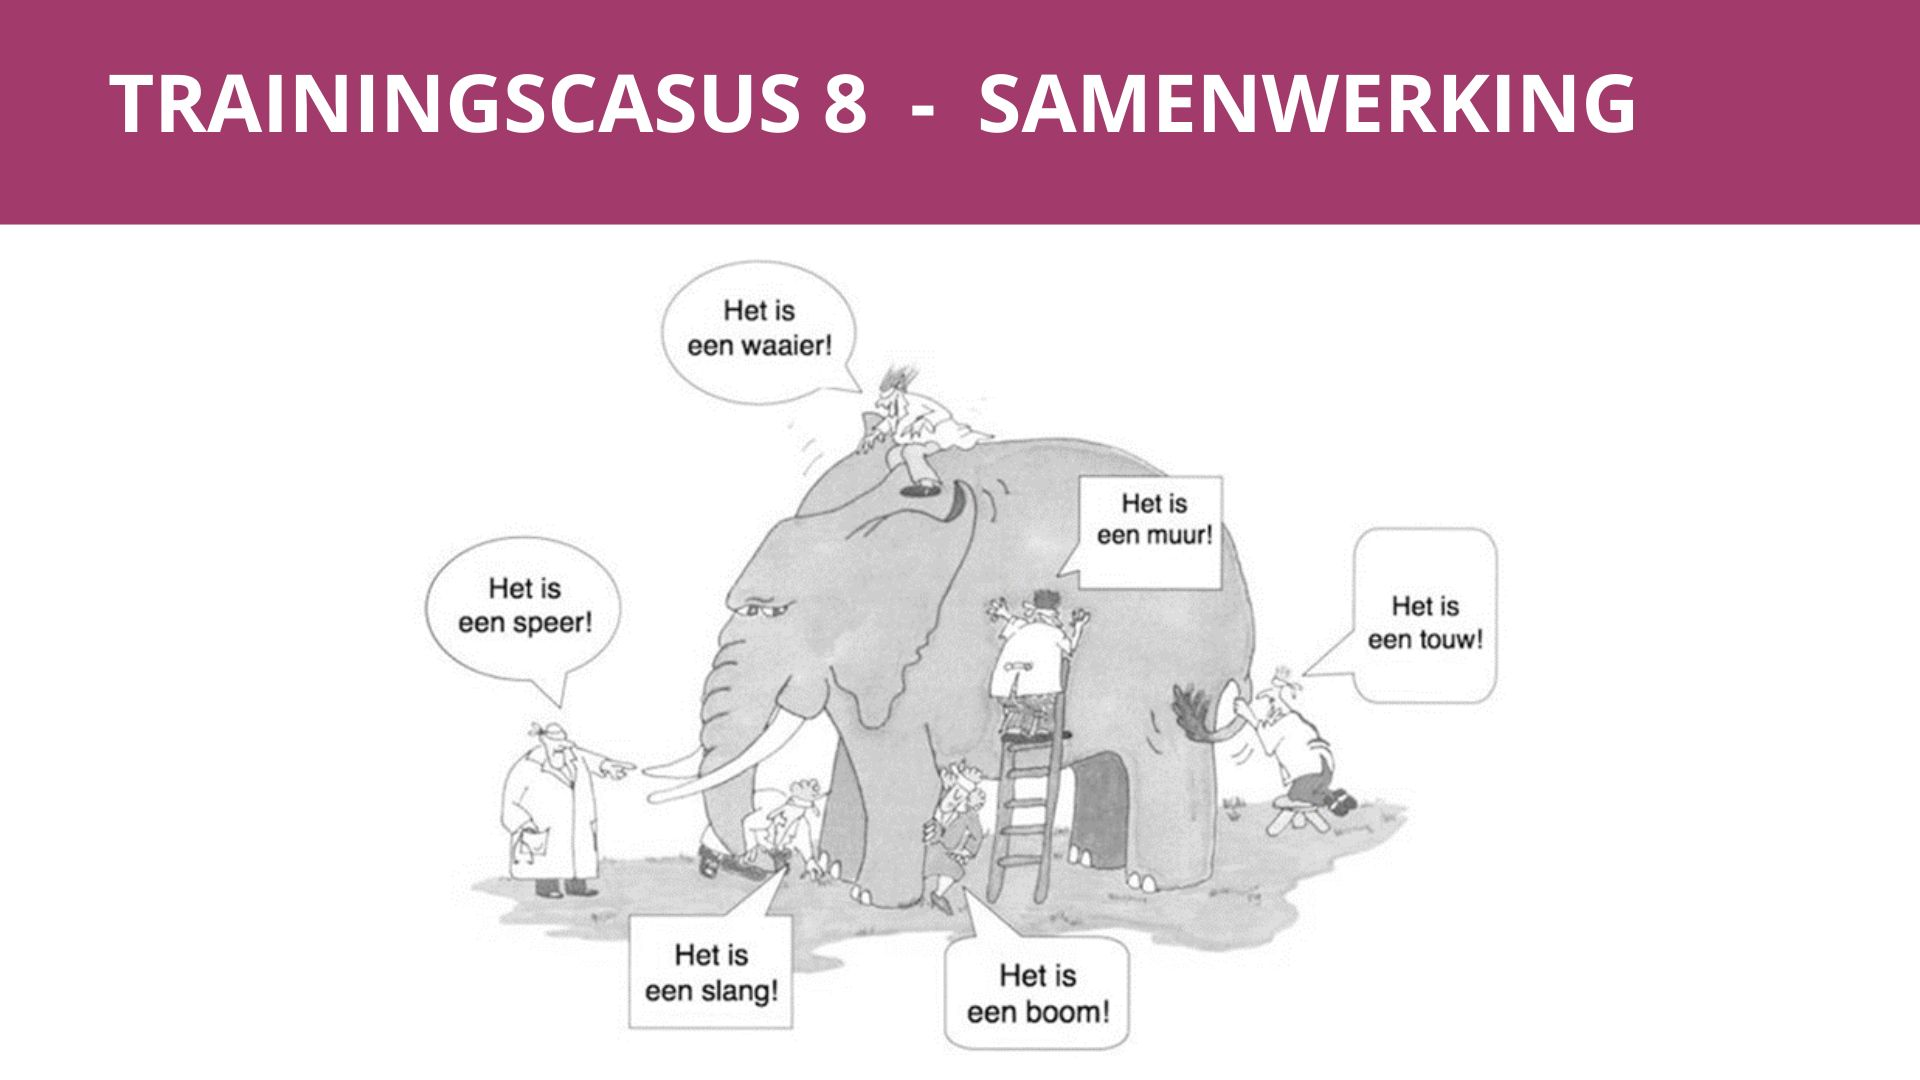 TRAININGSCASUS 8 - SAMENWERKING
Het is
een waaier!
Het is
een muur!
Het is
een speer!
Het is
een touw!
Het is
een slang!
Het is
een boom!